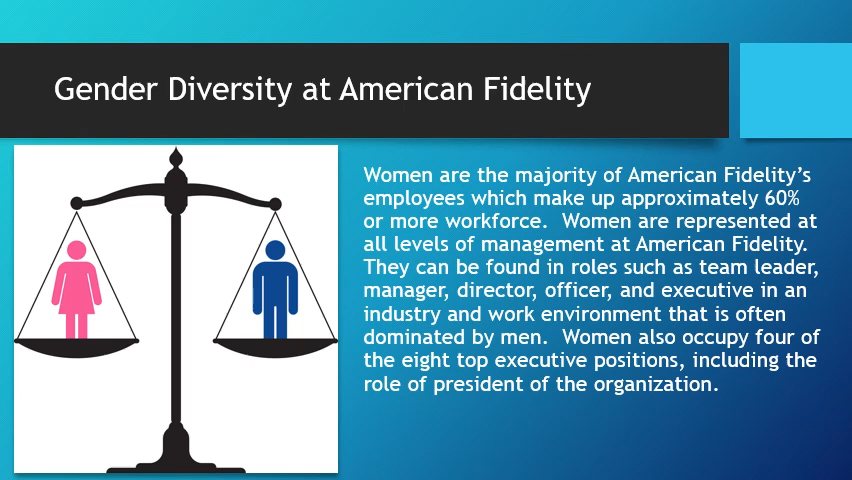 Gender Diversity at American Fidelity
Women are the majority of American Fidelity’s
employees which make up approximately 60%
or more workforce.  Women are represented at
all levels of management at American Fidelity.
They can be found in roles such as team leader,
manager, director, officer, and executive in an
industry and work environment that is often
dominated by men.  Women also occupy four of
the eight top executive positions, including the
role of president of the organization.